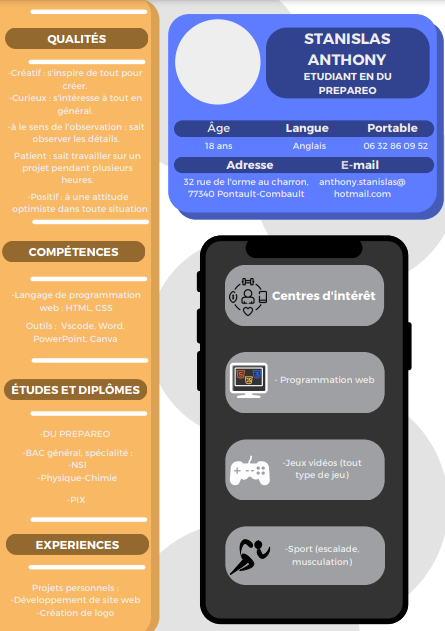 QUALITÉS
-Créatif : s'inspire de tout pour
créer.
-Curieux : s'intéresse à tout en
général.
-à le sens de l'observation : sait
observer les détails.
Patient : sait travailler sur un
projet pendant plusieurs
heures.
-Positif : à une attitude
optimiste dans toute situation
COMPÉTENCES
-Langage de programmation
web : HTML, CSS
Outils : Vscode, Word,
PowerPoint, Canva
ÉTUDES ET DIPLÔMES
-DU PREPAREO
-BAC général, spécialité :
-NSI
-Physique-Chimie
-PIX
EXPERIENCES
Projets personnels :
-Développement de site web
-Création de logo
STANISLAS
ANTHONY
ETUDIANT EN DU
PREPAREO
Âge Langue Portable
18 ans Anglais 06 32 86 09 52
Adresse E-mail
32 rue de l'orme au charron, anthony.stanislas@
77340 Pontault-Combault hotmail.com
Centres d'intérêt
- Programmation web
-Jeux vidéos (tout
type de jeu)
-Sport (escalade,
musculation)